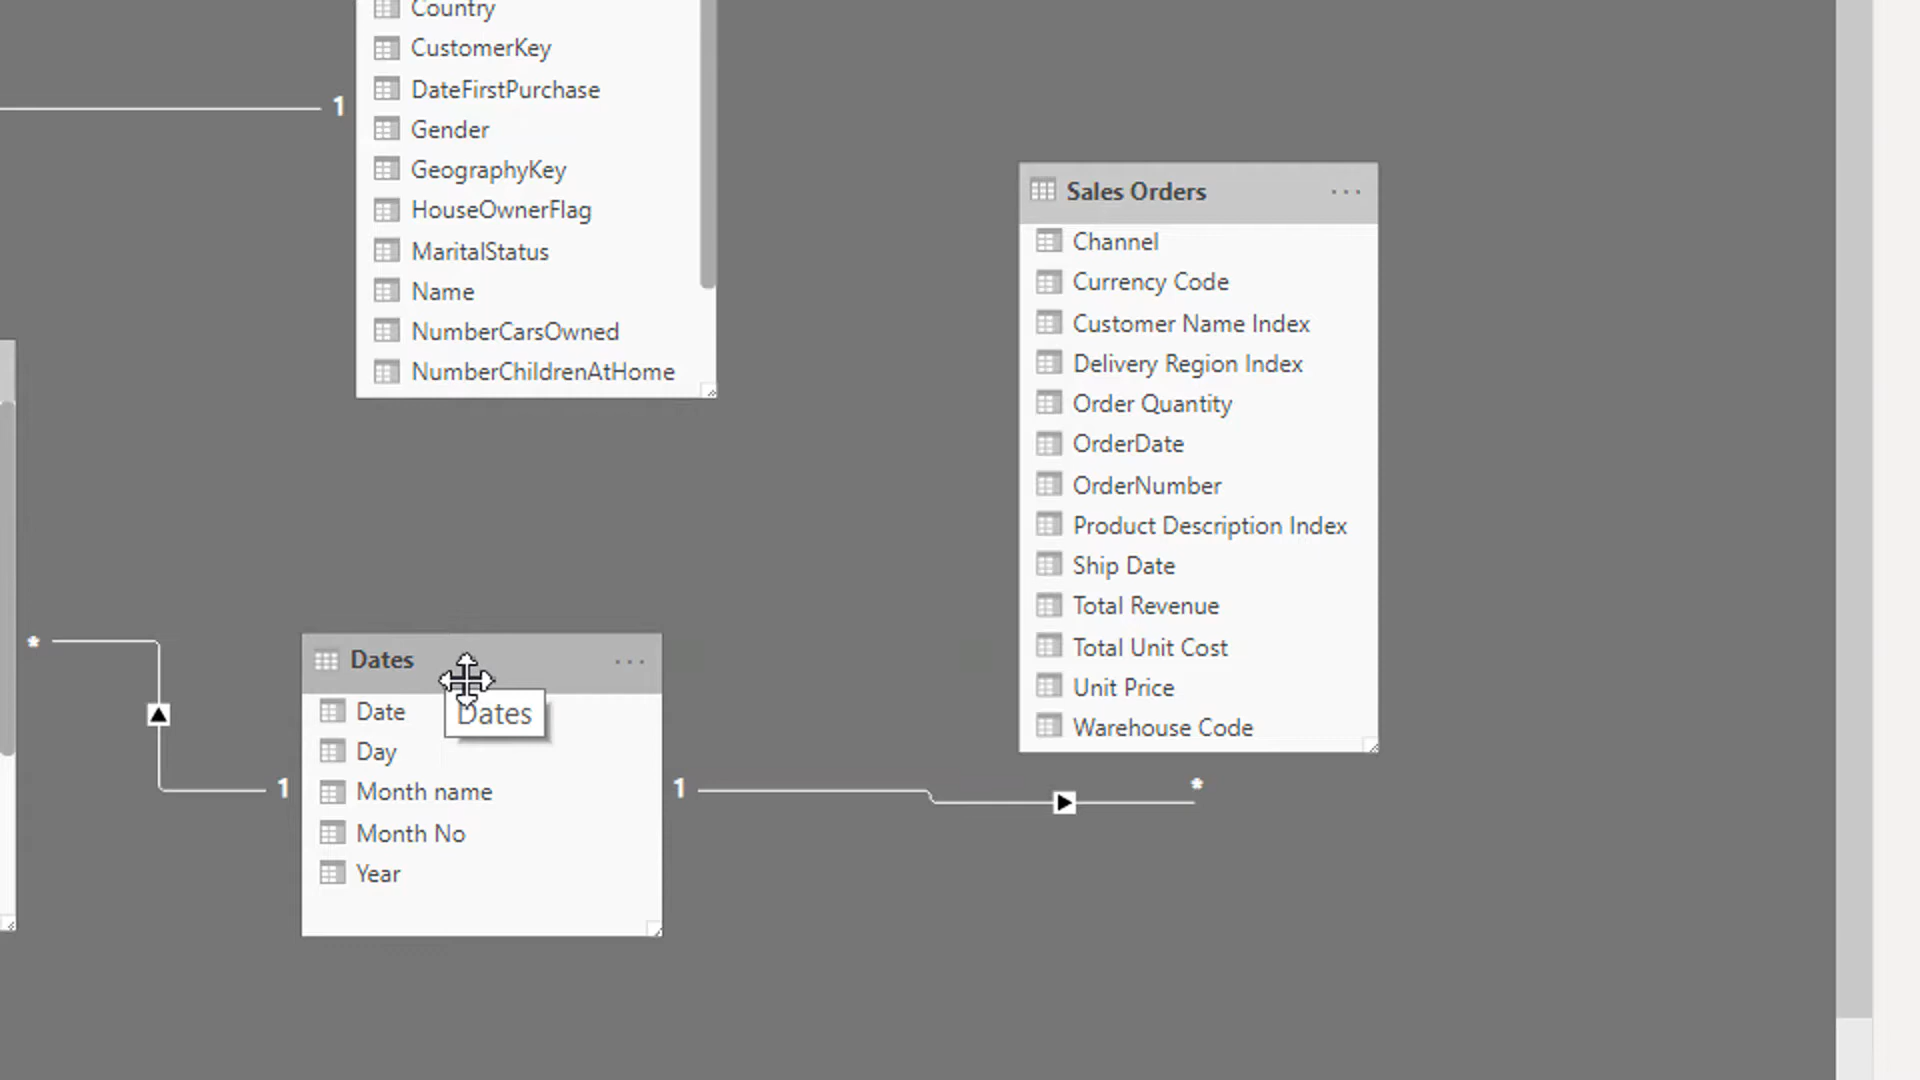 Country
CustomerKey
DateFirstPurchase
Gender
GeographyKey
HouseOwnerFlag
MaritalStatus
Name
NumberCarsOwned
NumberChildrenAtHome
1
Sales Orders
Channel
Currency Code
Customer Name Index
Delivery Region Index
Order Quantity
OrderDate
OrderNumber
Product Description Index
Ship Date
Total Revenue
Total Unit Cost
Unit Price
Warehouse Code
*
Dates
Dates
Date
Day
Month name
Month No
Year
1
1
*